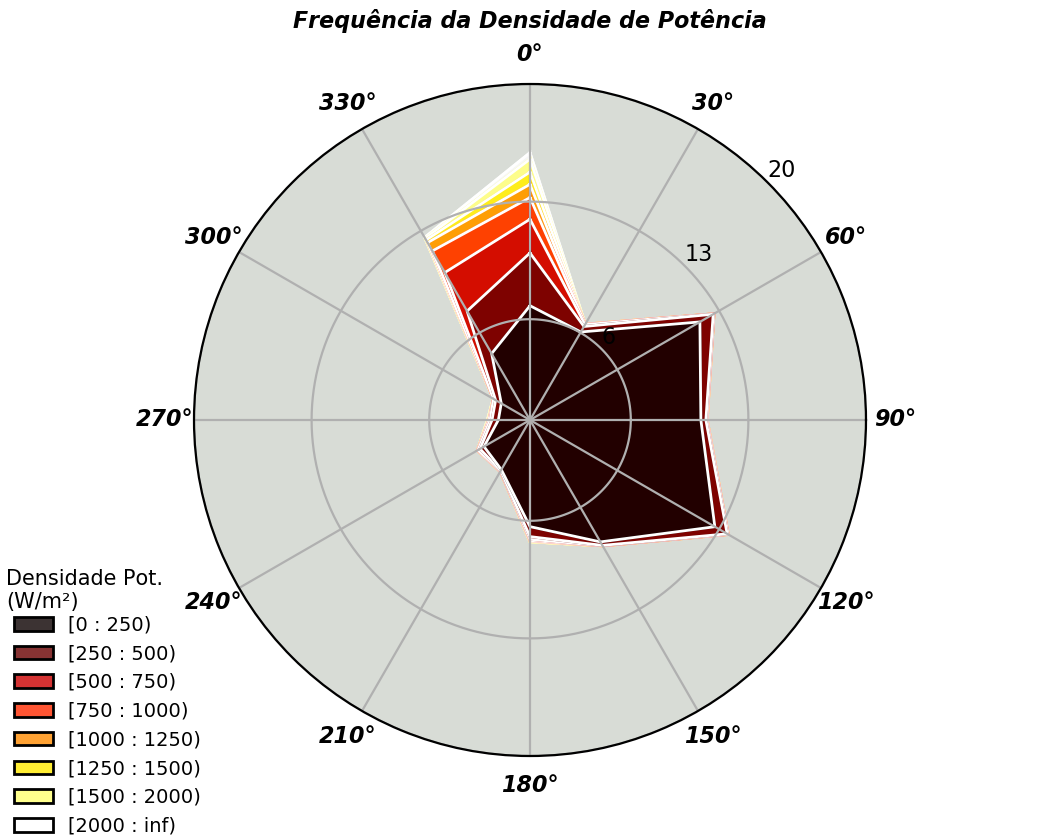 Frequência da Densidade de Potência
0°
330°
30°
20
300°
60°
13
6
270°
90°
240°
120°
210°
150°
180°
Densidade Pot.
(W/m²)
[0 : 250)
[250 : 500)
[500 : 750)
[750 : 1000)
[1000 : 1250)
[1250 : 1500)
[1500 : 2000)
[2000 : inf)